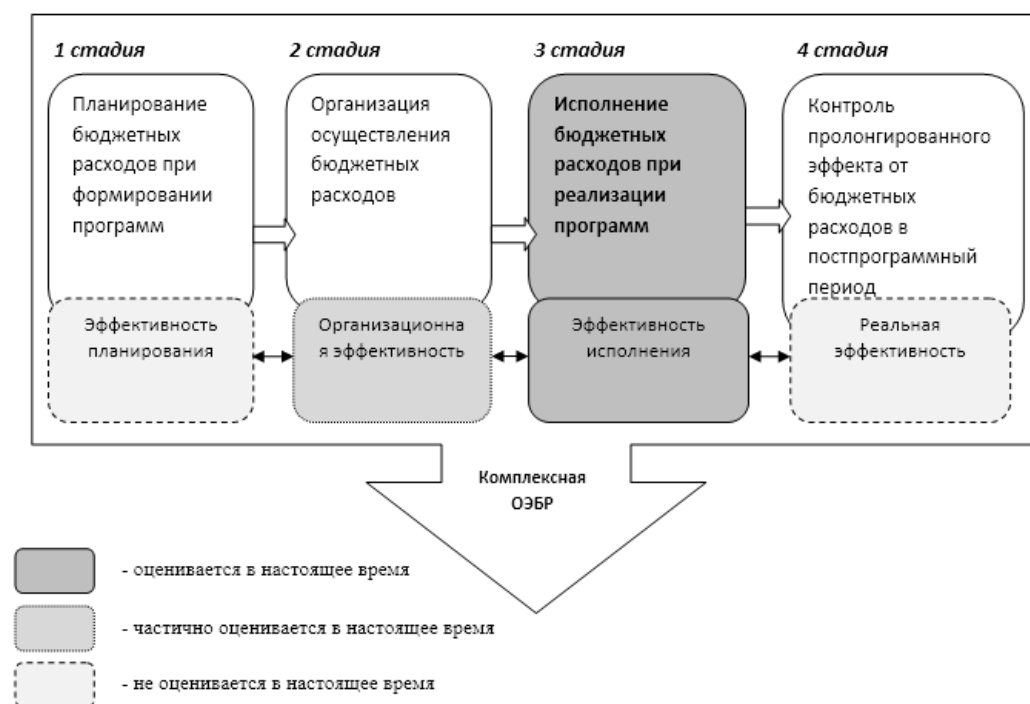 1 стадия
2 стадия
3 стадия
4 стадия
Планирование
бюджетных
расходов при
формировании
программ
Организация
осуществления
бюджетных
расходов
Исполнение
бюджетных
расходов при
реализации
программ
Контроль
пролонгированного
эффекта от
бюджетных
расходов в
постпрограммный
период
Эффективность
планирования
Организационна
я эффективность
Эффективность
исполнения
Реальная
эффективность
Комплексная
ОЭБР
- оценивается в настоящее время
- частично оценивается в настоящее время
- не оценивается в настоящее время